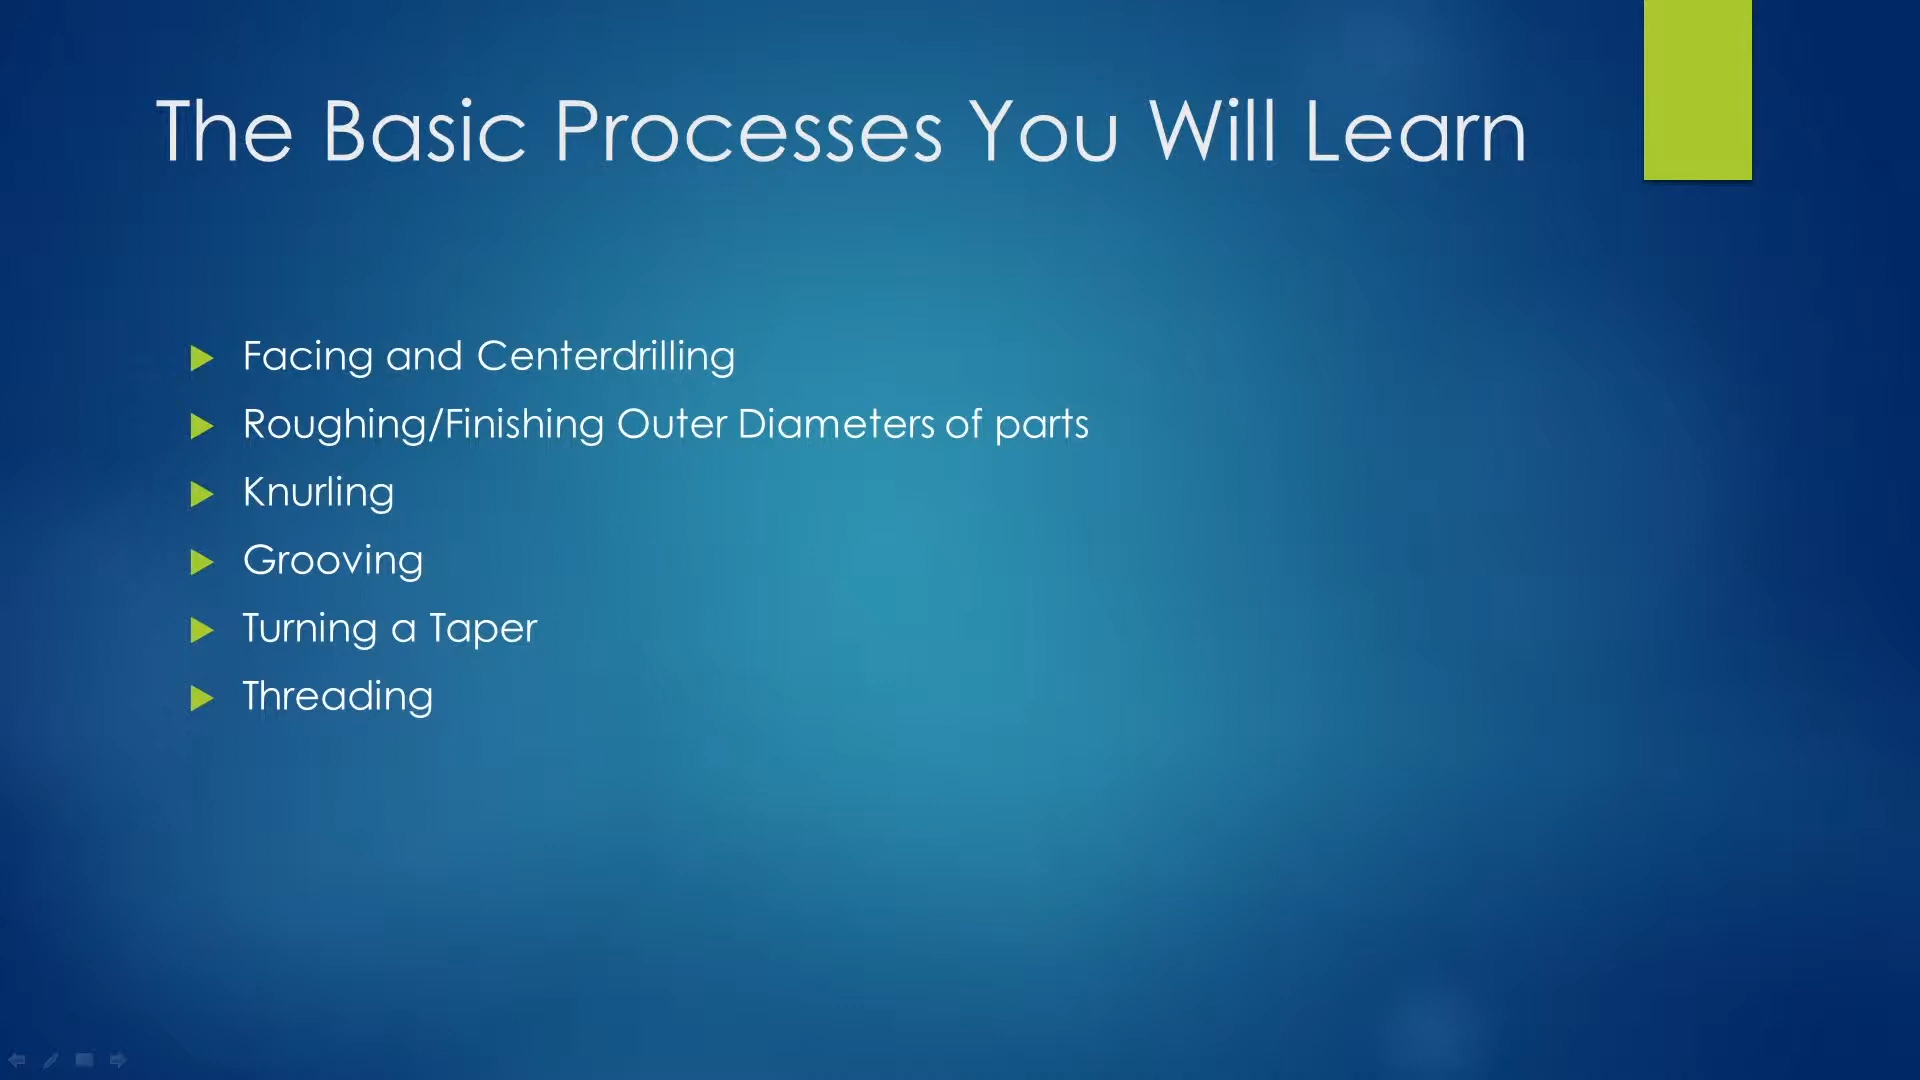 The Basic Processes You Will Learn
Facing and Centerdrilling
Roughing/Finishing Outer Diameters of parts
Knurling
Grooving
Turning a Taper
Threading